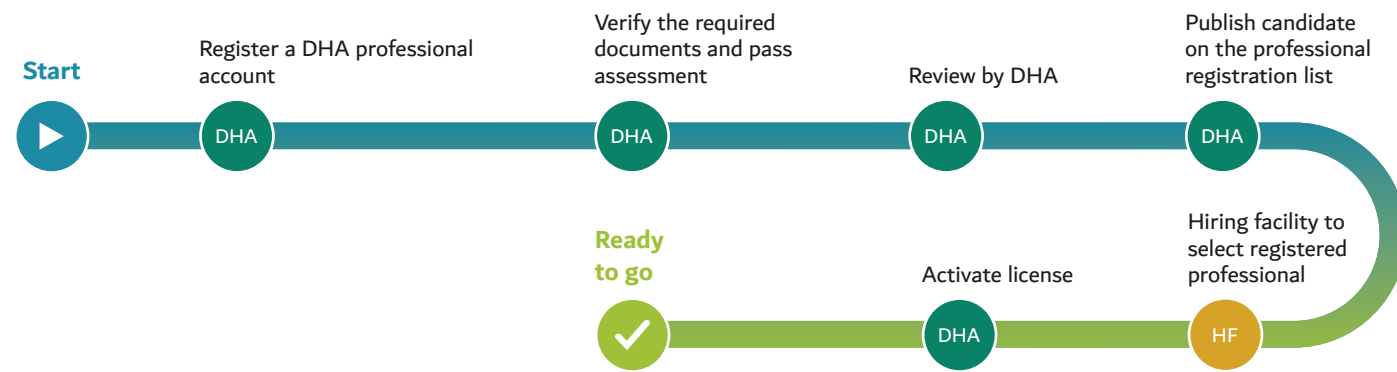 Start
Register a DHA professional
account
DHA
Verify the required
documents and pass
assessment
DHA
Review by DHA
DHA
Publish candidate
on the professional
registration list
DHA
Hiring facility to
select registered
professional
HF
Activate license
DHA
Ready
to go